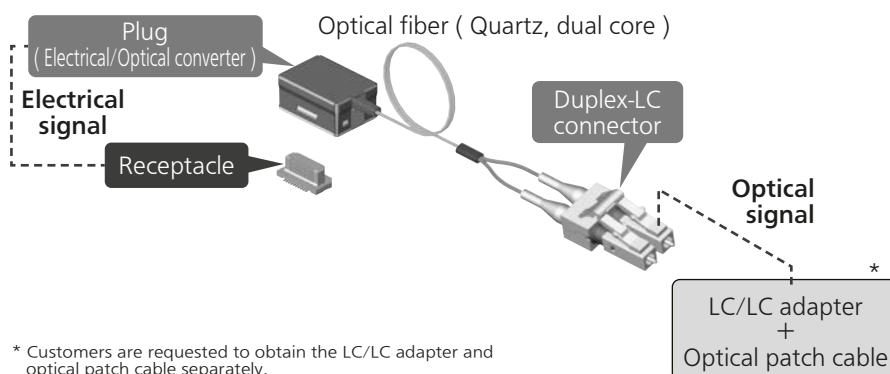 Plug
( Electrical/Optical converter )
Optical fiber ( Quartz, dual core )
Electrical
signal
Duplex-LC
connector
Receptacle
Optical
signal
*
LC/LC adapter
+
Optical patch cable
* Customers are requested to obtain the LC/LC adapter and
optical patch cable separately.